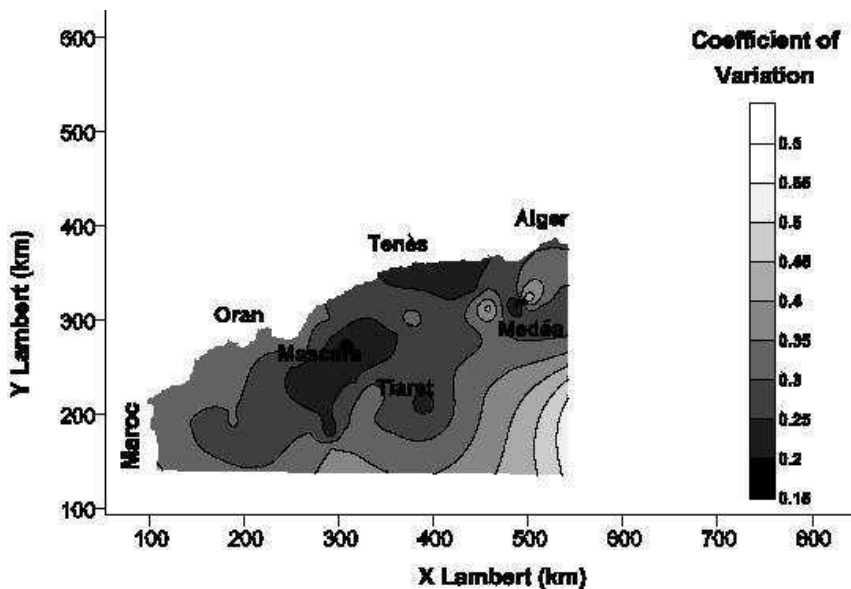 Coefficient of
Variation
0.6
0.55
0.5
0.45
0.4
0.35
0.3
0.25
0.2
0.15
Y Lambert (km)
600
500
400
300
200
100
Alger
Tenès
Oran
Medéa
Mascara
Tiaret
Maroc
100 200 300 400 500 600 700 800
X Lambert (km)